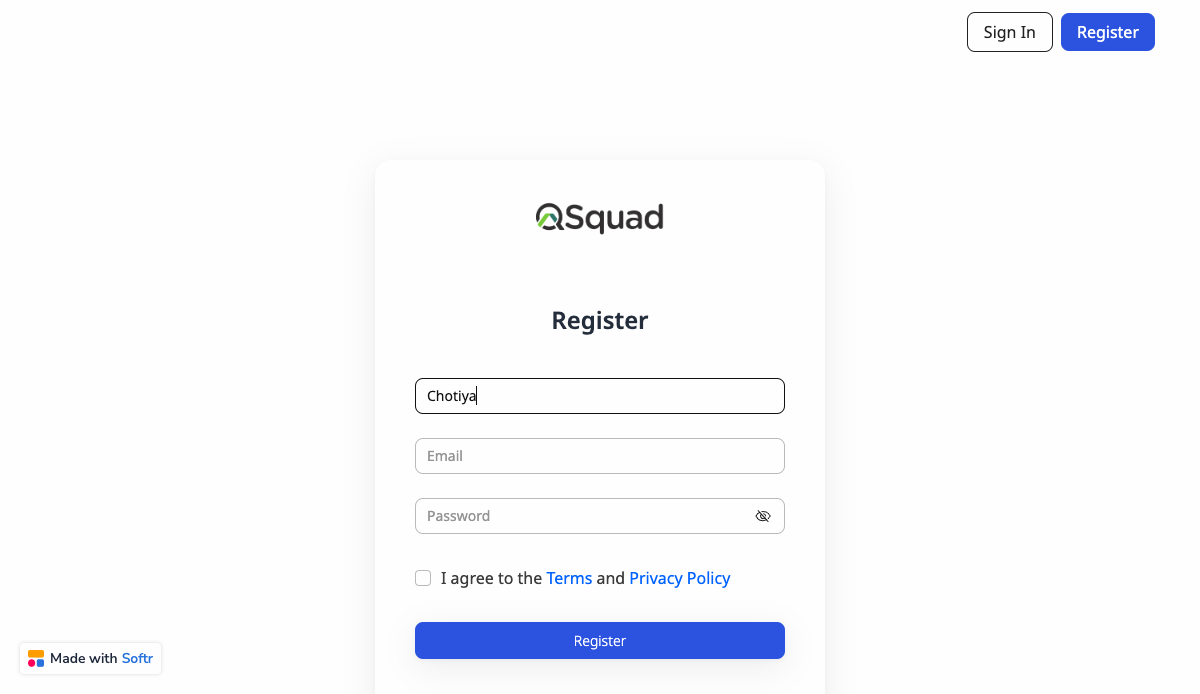 Sign In
Register
QSquad
Register
Chotiya
Email
Password
I agree to the Terms and Privacy Policy
Register
Made with Softr